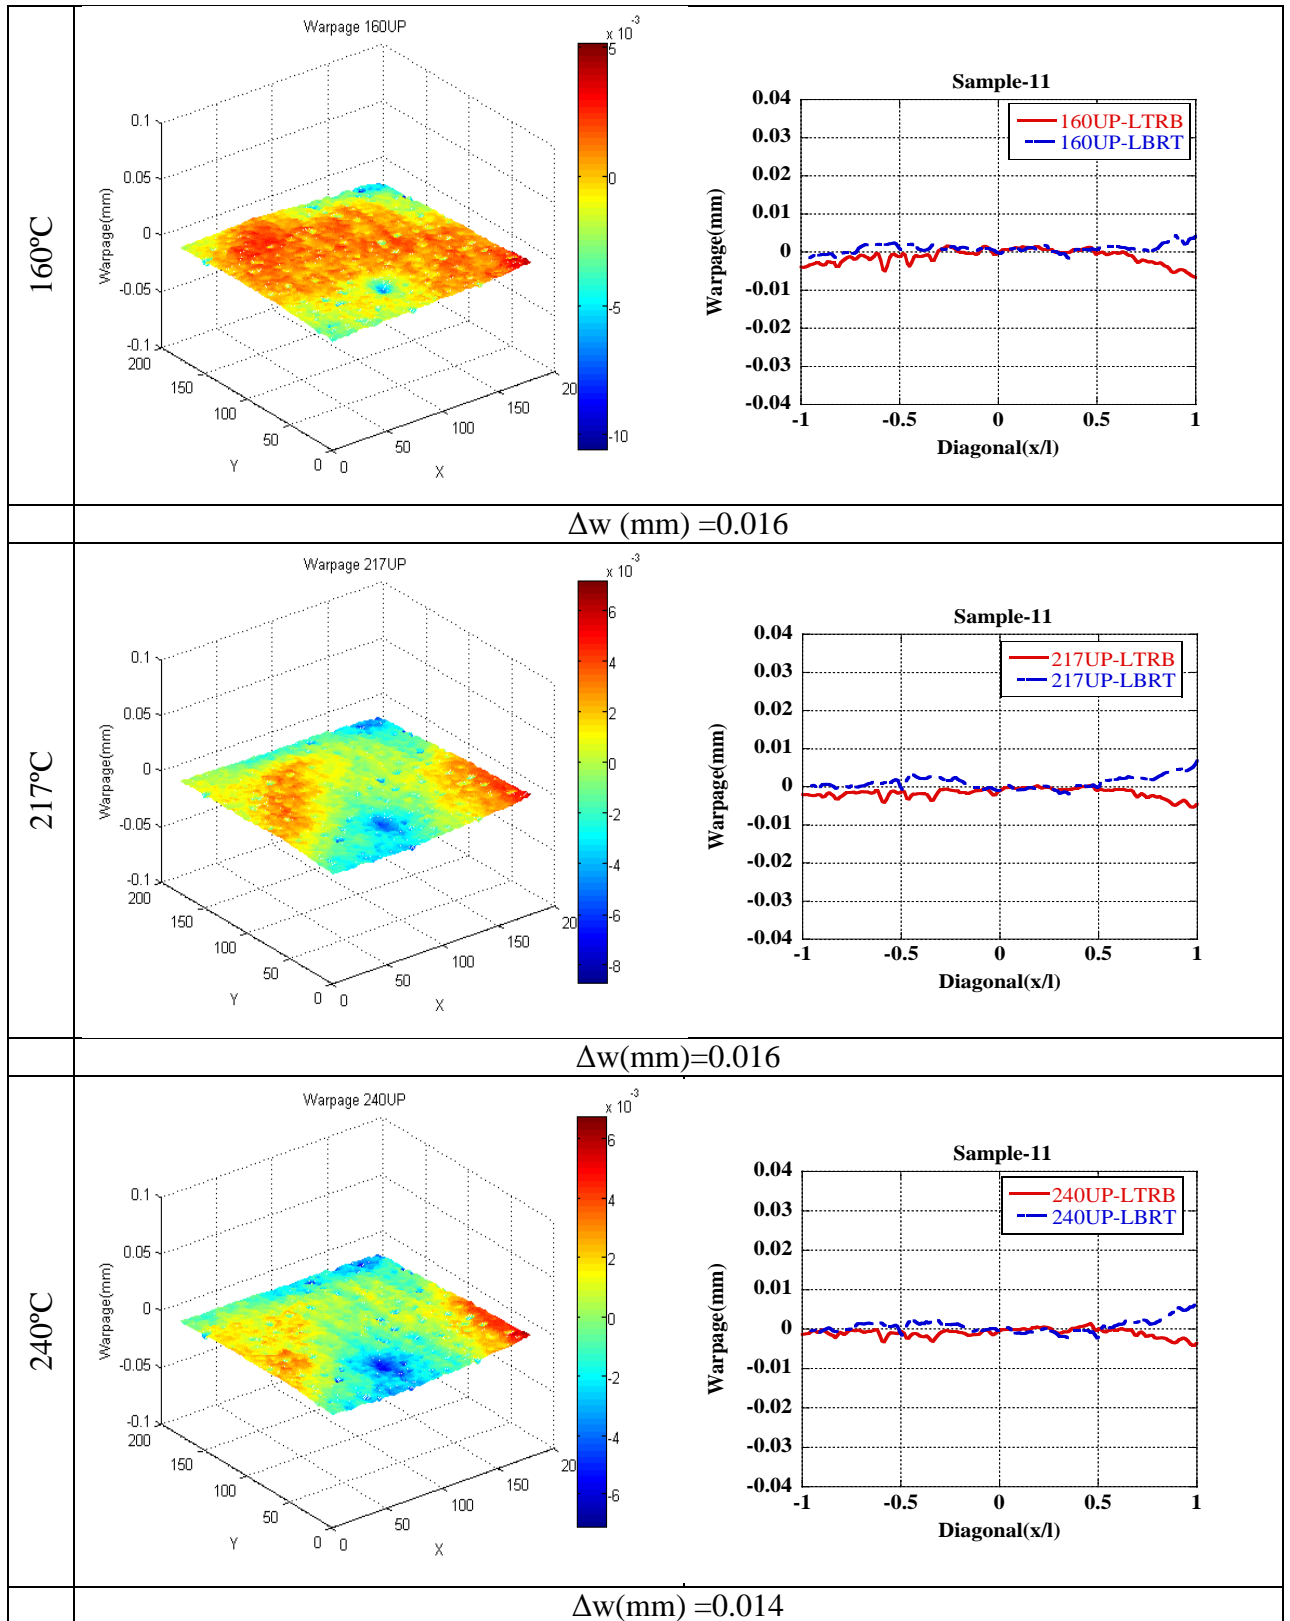 160ºC
Warpage 160UP
x 10-3
5
0
-5
-10
0.1
0.05
0
-0.05
-0.1
Warpage(mm)
200
150
100
50
0
Y
0
50
100
150
20
X
Sample-11
160UP-LTRB
160UP-LBRT
0.04
0.03
0.02
0.01
0
-0.01
-0.02
-0.03
-0.04
Warpage(mm)
-1 -0.5 0 0.5 1
Diagonal(x/l)
Δw (mm) =0.016
217ºC
Warpage 217UP
x 10-3
6
4
2
0
-2
-4
-6
-8
0.1
0.05
0
-0.05
-0.1
Warpage(mm)
200
150
100
50
0
Y
0
50
100
150
20
X
Sample-11
217UP-LTRB
217UP-LBRT
0.04
0.03
0.02
0.01
0
-0.01
-0.02
-0.03
-0.04
Warpage(mm)
-1 -0.5 0 0.5 1
Diagonal(x/l)
Δw(mm)=0.016
240ºC
Warpage 240UP
x 10-3
6
4
2
0
-2
-4
-6
0.1
0.05
0
-0.05
-0.1
Warpage(mm)
200
150
100
50
0
Y
0
50
100
150
20
X
Sample-11
240UP-LTRB
240UP-LBRT
0.04
0.03
0.02
0.01
0
-0.01
-0.02
-0.03
-0.04
Warpage(mm)
-1 -0.5 0 0.5 1
Diagonal(x/l)
Δw(mm) =0.014